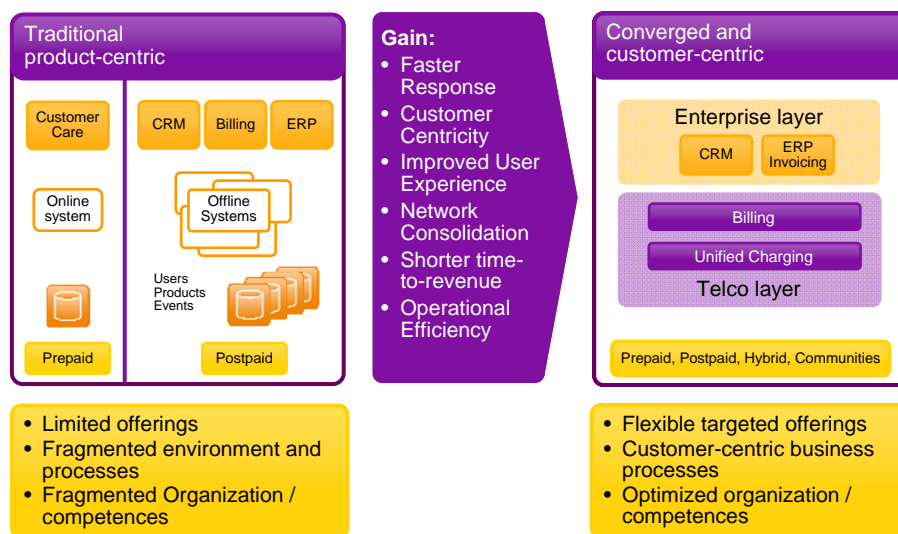 Traditional
product-centric
Customer
Care
CRM
Billing
ERP
Online
system
Offline
Systems
Users
Products
Events
Prepaid
Postpaid
• Limited offerings
• Fragmented environment and
processes
• Fragmented Organization /
competences
Gain:
• Faster
Response
• Customer
Centricity
• Improved User
Experience
• Network
Consolidation
• Shorter time-
to-revenue
• Operational
Efficiency
Converged and
customer-centric
Enterprise layer
CRM
ERP
Invoicing
Billing
Unified Charging
Telco layer
Prepaid, Postpaid, Hybrid, Communities
• Flexible targeted offerings
• Customer-centric business
processes
• Optimized organization /
competences